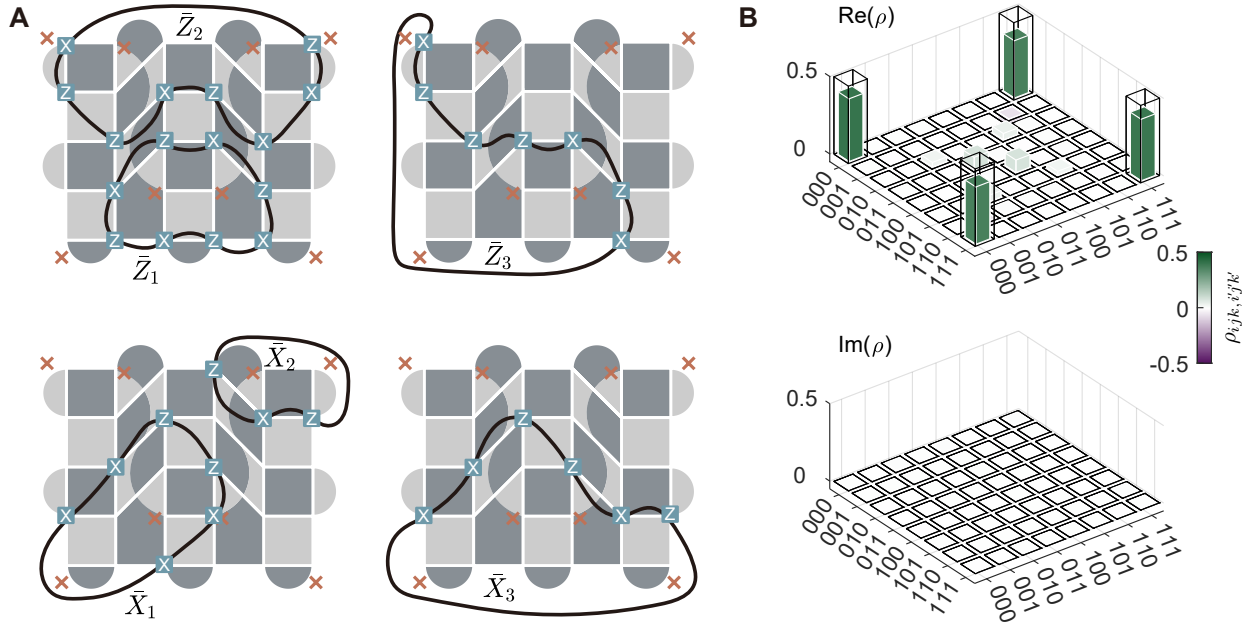 A
Z̄₂
X
Z
Z
X
Z
X
Z
Z
X
Z
X
X
Z
Z
X
Z
X
Z̄₁
X
Z
Z
Z
X
Z
X
Z̄₃
X̄₂
Z
X
Z
Z
X
Z
X
X
X
X̄₁
Z
X
Z
X
X
Z
X̄₃
B
Re(ρ)
0.5
0
000
001
010
011
100
101
110
111
000
001
010
011
100
101
110
111
0.5
0
-0.5
ρijk,i′j′k′
Im(ρ)
0.5
0
000
001
010
011
100
101
110
111
000
001
010
011
100
101
110
111